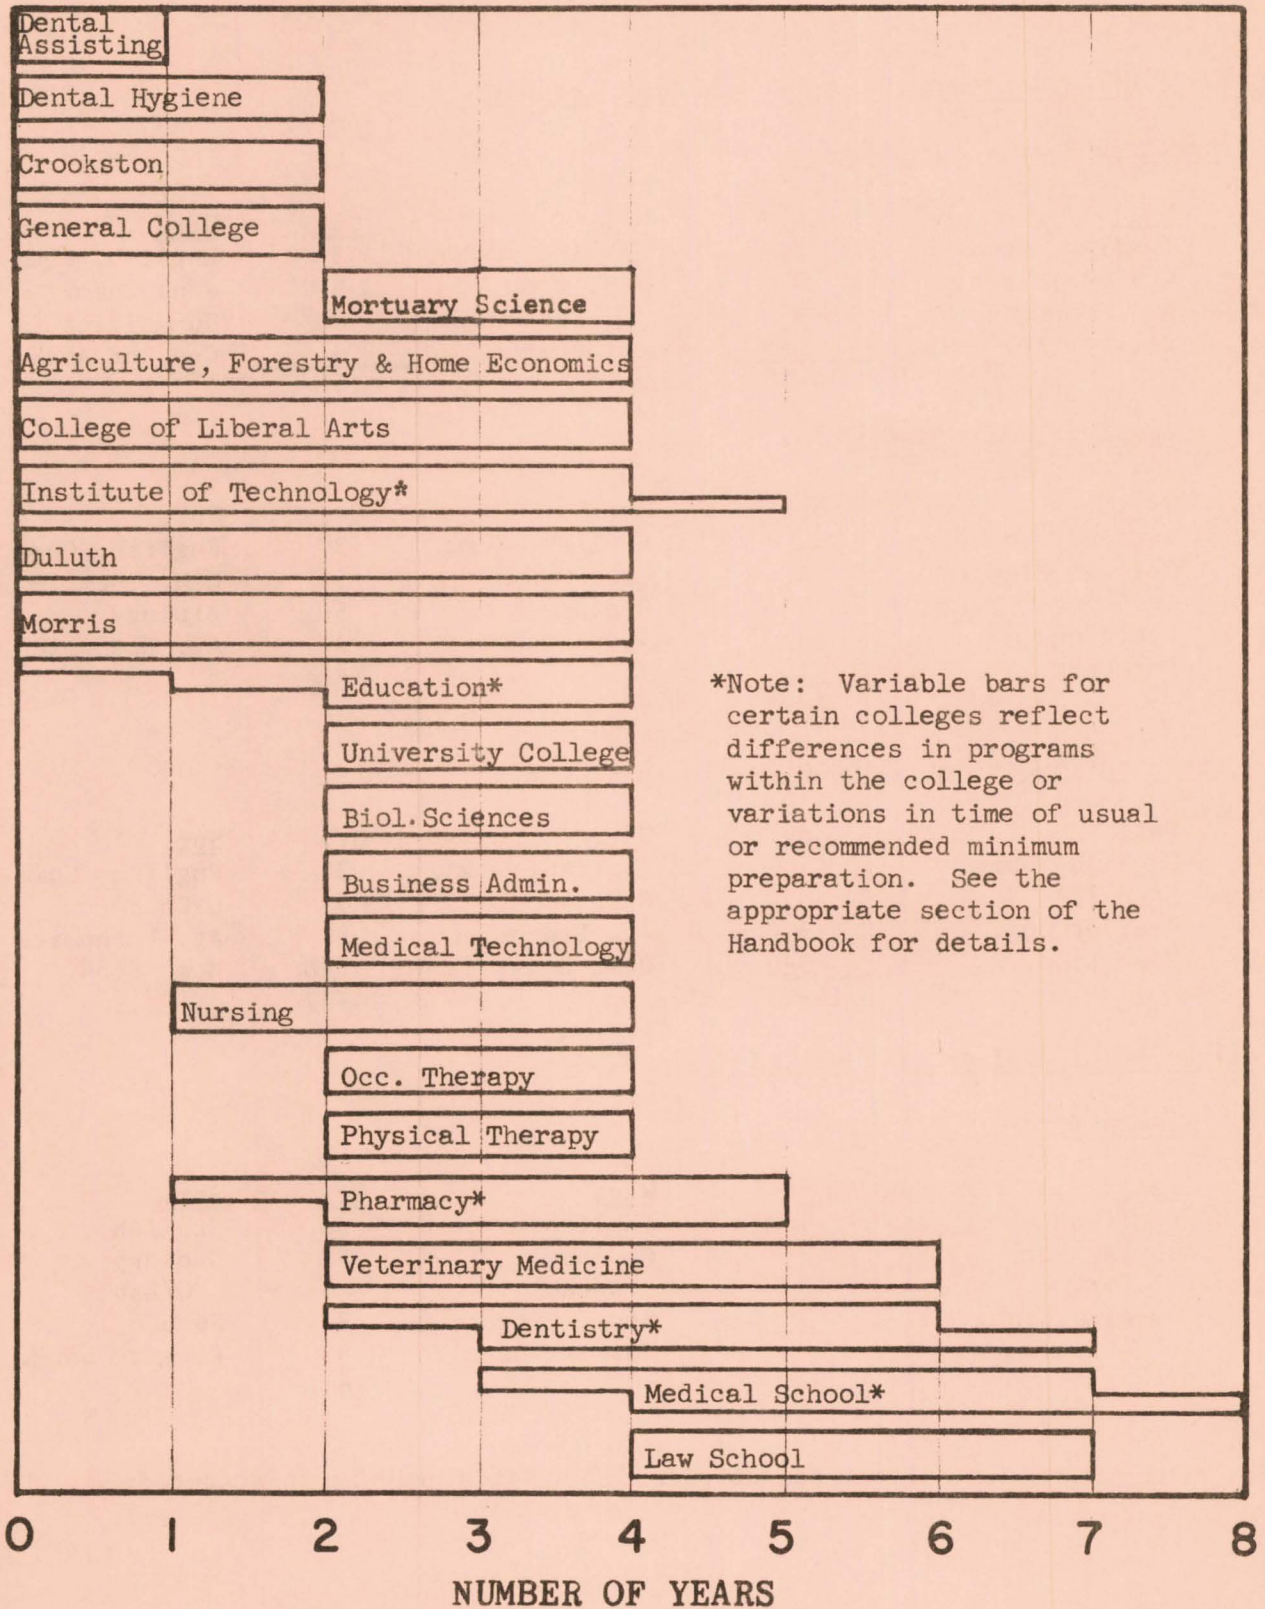 Dental
Assisting
Dental Hygiene
Crookston
General College
Mortuary Science
Agriculture, Forestry & Home Economics
College of Liberal Arts
Institute of Technology*
Duluth
Morris
Education*
University College
Biol. Sciences
Business Admin.
Medical Technology
Nursing
Occ. Therapy
Physical Therapy
Pharmacy*
Veterinary Medicine
Dentistry*
Medical School*
Law School
*Note: Variable bars for
certain colleges reflect
differences in programs
within the college or
variations in time of usual
or recommended minimum
preparation. See the
appropriate section of the
Handbook for details.
0 1 2 3 4 5 6 7 8
NUMBER OF YEARS